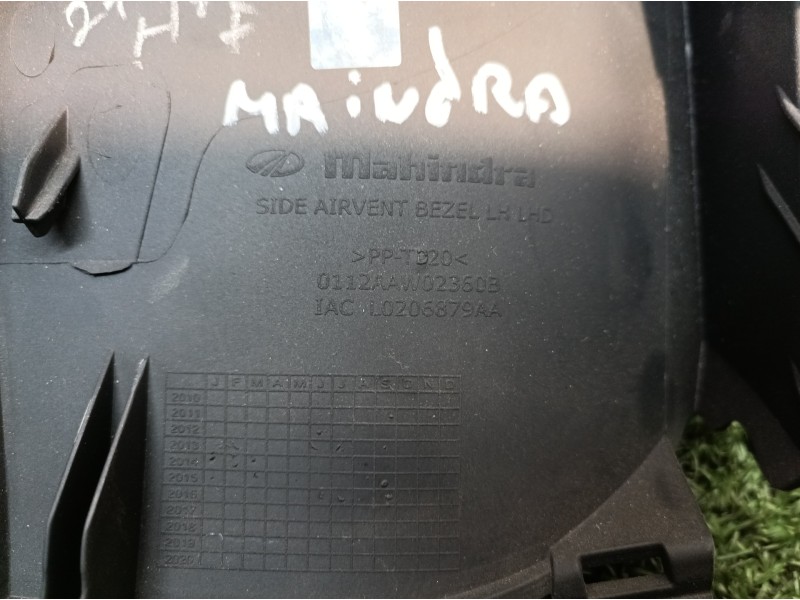 MAINDRA
Mahindra
SIDE AIRVENT BEZEL LH LHD
>PP-TD20<
0112AAW02360B
IAC L0206879AA
J F M A M J J A S O N D
2010
2011
2012
2013
2014
2015
2016
2017
2018
2019
2020